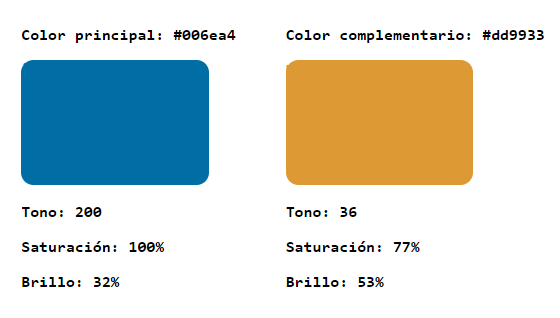 Color principal: #006ea4
Color complementario: #dd9933
Tono: 200
Tono: 36
Saturación: 100%
Saturación: 77%
Brillo: 32%
Brillo: 53%